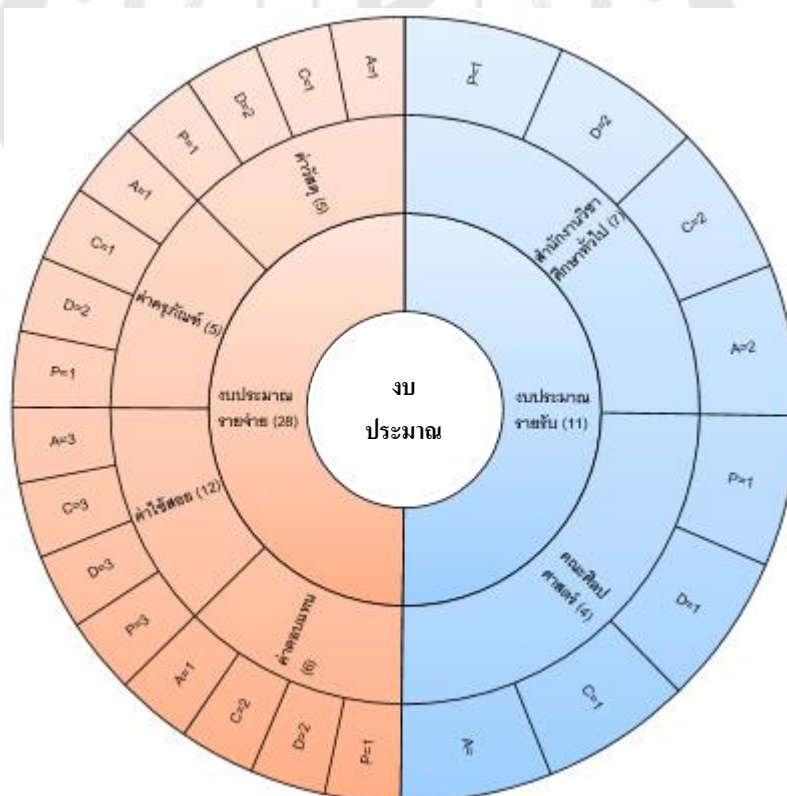 งบ
ประมาณ
งบประมาณ
รายรับ (11)
สำนักงานวิชา
ศึกษาทั่วไป (7)
P=1
D=2
C=2
A=2
คณะศิลป
ศาสตร์ (4)
P=1
D=1
C=1
งบประมาณ
รายจ่าย (28)
ค่าตอบแทน
(6)
P=1
D=2
C=2
A=1
ค่าใช้สอย (12)
P=3
D=3
C=3
A=3
ค่าครุภัณฑ์ (5)
P=1
D=2
C=1
A=1
ค่าวัสดุ (5)
P=1
D=2
C=1
A=1